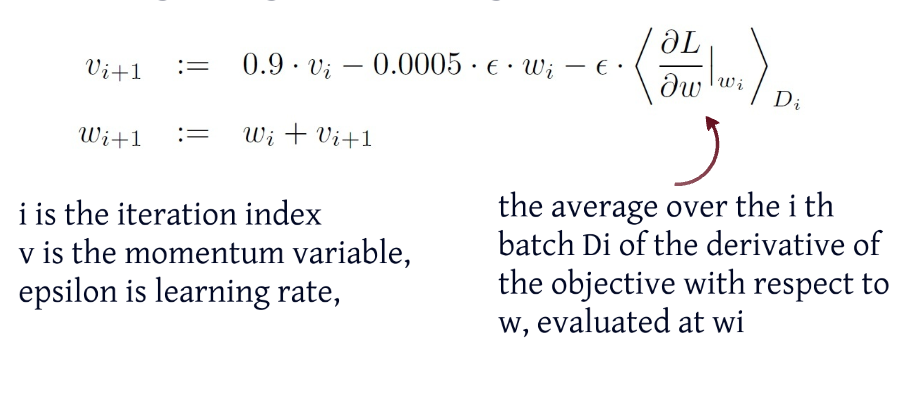 v_{i+1} := 0.9 · v_i − 0.0005 · ϵ · w_i − ϵ · ⟨ ∂L/∂w |_{w_i} ⟩_{D_i}
w_{i+1} := w_i + v_{i+1}
i is the iteration index
v is the momentum variable,
epsilon is learning rate,
the average over the i th
batch Di of the derivative of
the objective with respect to
w, evaluated at wi